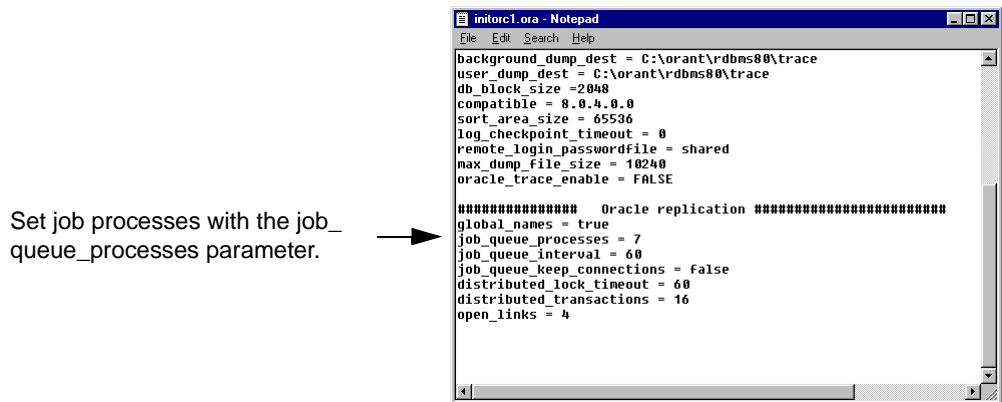 initorc1.ora - Notepad
File Edit Search Help
background_dump_dest = C:\orant\rdbms80\trace
user_dump_dest = C:\orant\rdbms80\trace
db_block_size =2048
compatible = 8.0.4.0.0
sort_area_size = 65536
log_checkpoint_timeout = 0
remote_login_passwordfile = shared
max_dump_file_size = 10240
oracle_trace_enable = FALSE
############### Oracle replication ########################
global_names = true
job_queue_processes = 7
job_queue_interval = 60
job_queue_keep_connections = false
distributed_lock_timeout = 60
distributed_transactions = 16
open_links = 4
Set job processes with the job_
queue_processes parameter.